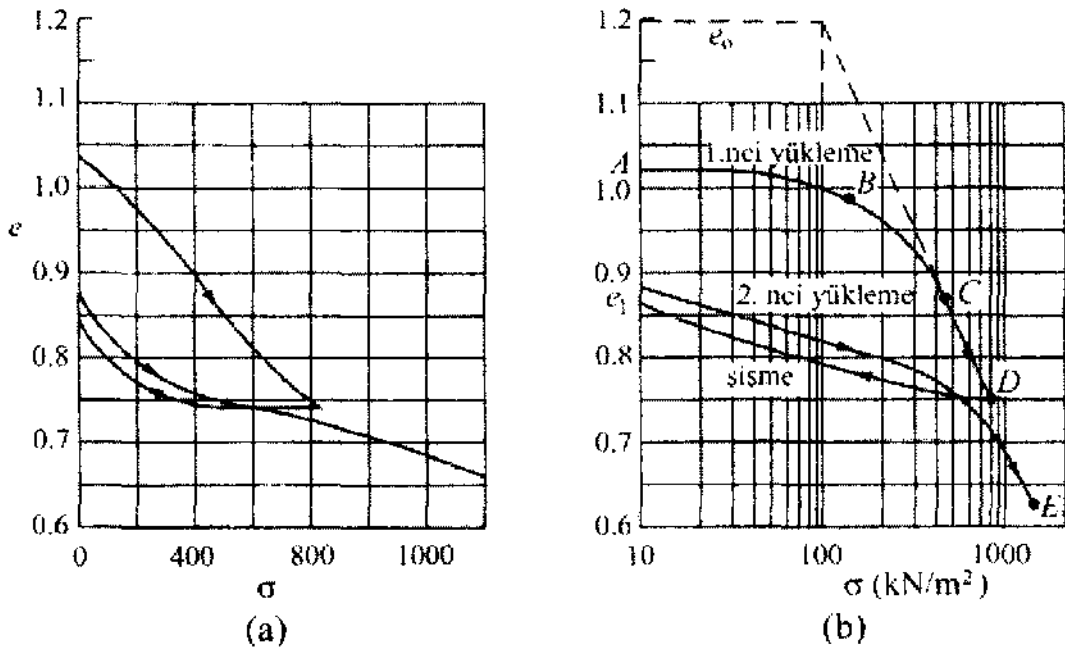 1.2
1.1
1.0
0.9
0.8
0.7
0.6
e
0
400
600
800
1000
σ
(a)
1.2
1.1
1.0
0.9
0.8
0.7
0.6
e₀
A
1.nci yükleme
B
e₁
2. nci yükleme
C
şisme
D
E
10
100
1000
σ (kN/m²)
(b)